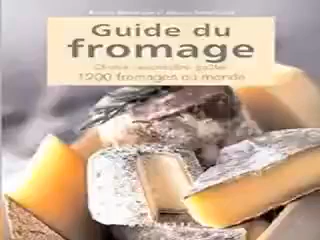 Guide du
fromage
Choisir, reconnaître, goûter
1200 fromages du monde